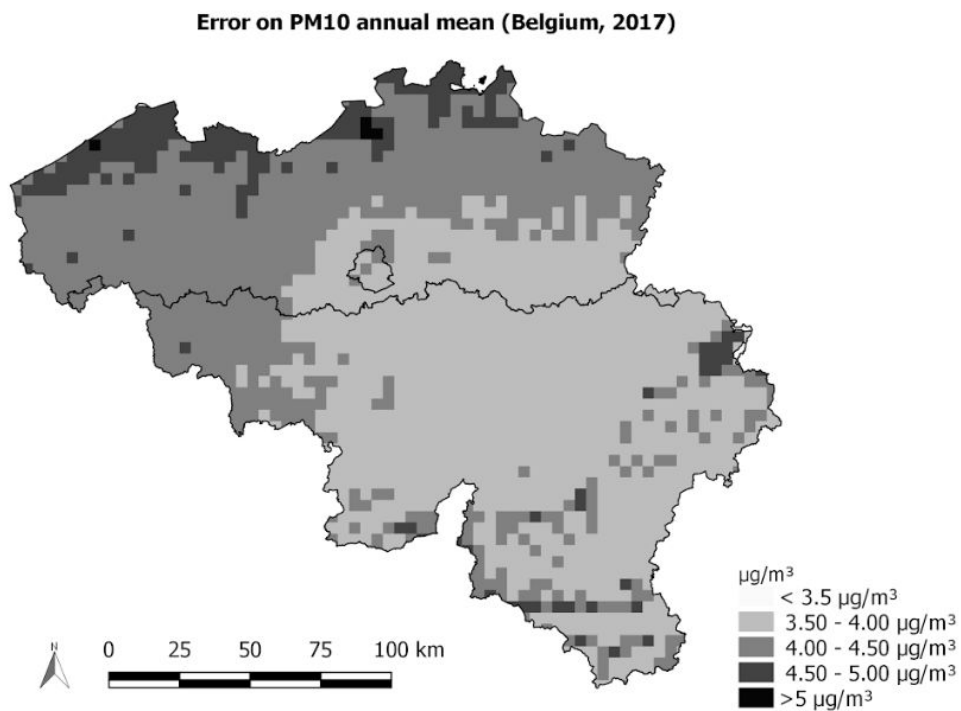 Error on PM10 annual mean (Belgium, 2017)
µg/m³
< 3.5 µg/m³
3.50 - 4.00 µg/m³
4.00 - 4.50 µg/m³
4.50 - 5.00 µg/m³
>5 µg/m³
N
0 25 50 75 100 km